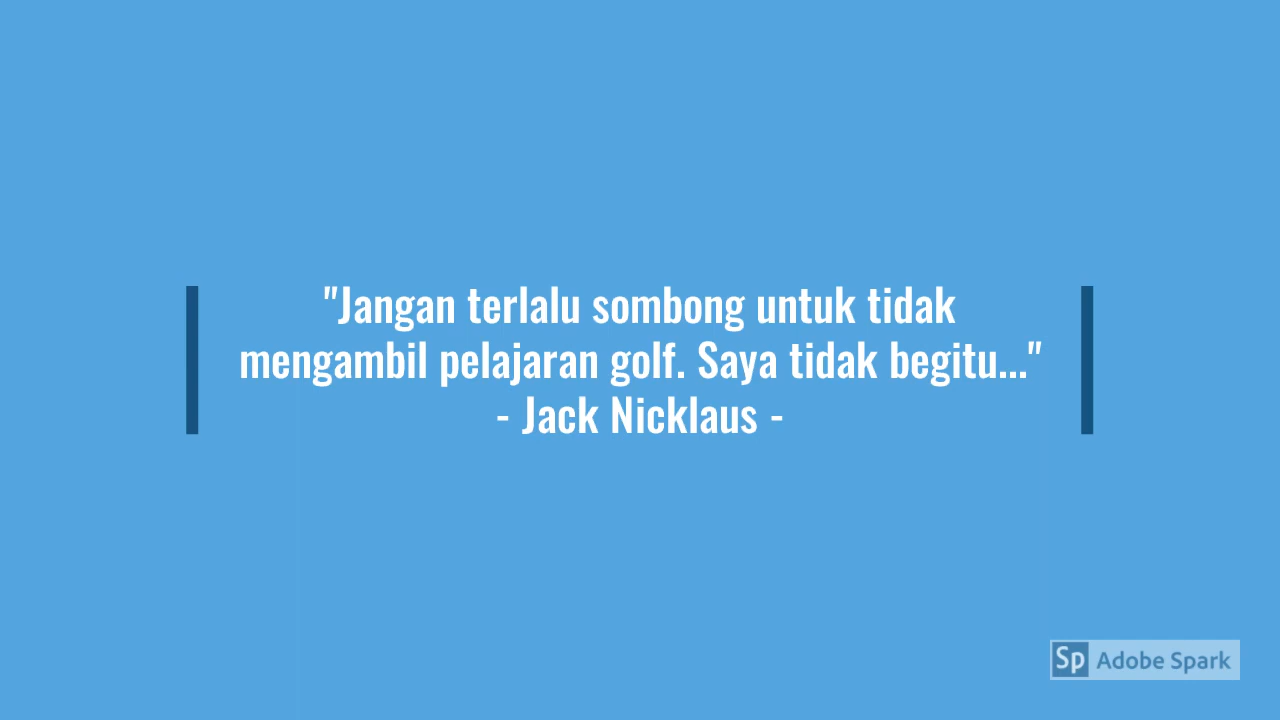 "Jangan terlalu sombong untuk tidak
mengambil pelajaran golf. Saya tidak begitu..."
- Jack Nicklaus -
Sp Adobe Spark